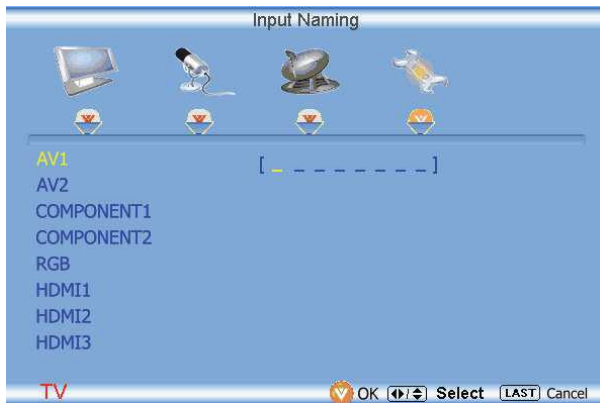 Input Naming
AV1 [ _ _ _ _ _ _ _ _ ]
AV2
COMPONENT1
COMPONENT2
RGB
HDMI1
HDMI2
HDMI3
TV OK Select LAST Cancel